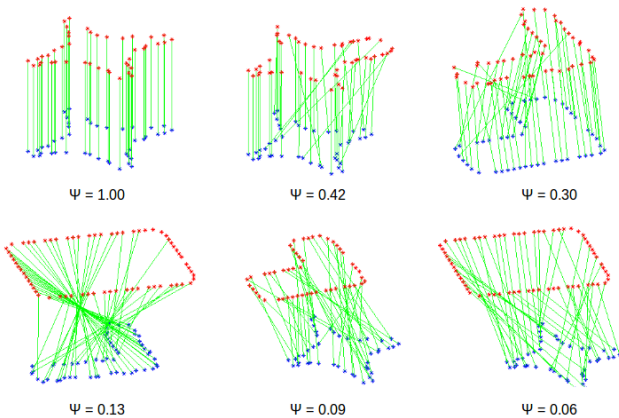 Ψ = 1.00
Ψ = 0.42
Ψ = 0.30
Ψ = 0.13
Ψ = 0.09
Ψ = 0.06